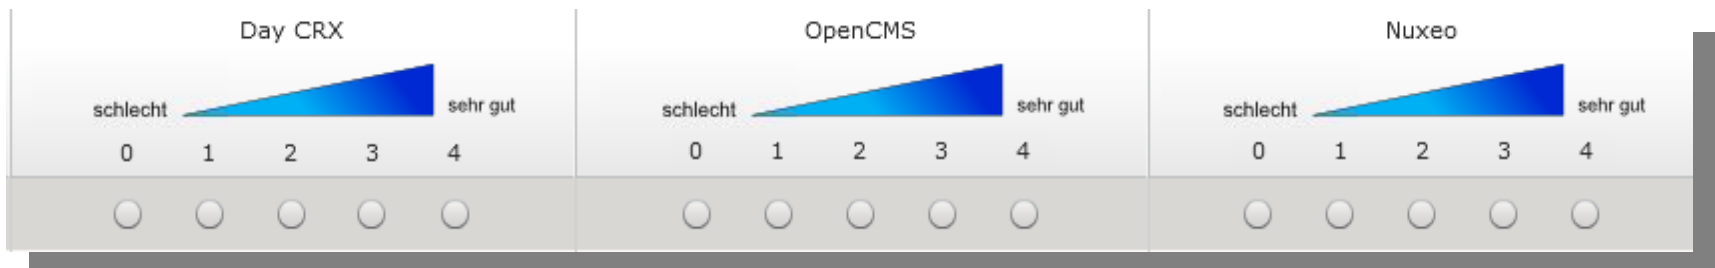 Day CRX OpenCMS Nuxeo
schlecht sehr gut schlecht sehr gut schlecht sehr gut
0 1 2 3 4 0 1 2 3 4 0 1 2 3 4